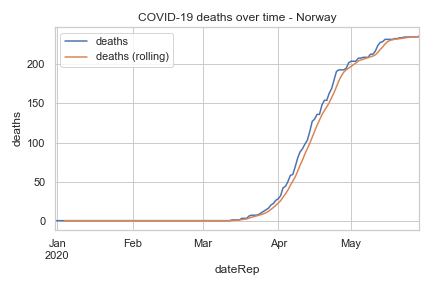 COVID-19 deaths over time - Norway
deaths
deaths (rolling)
200
150
100
50
0
deaths
Jan
2020
Feb
Mar
Apr
May
dateRep